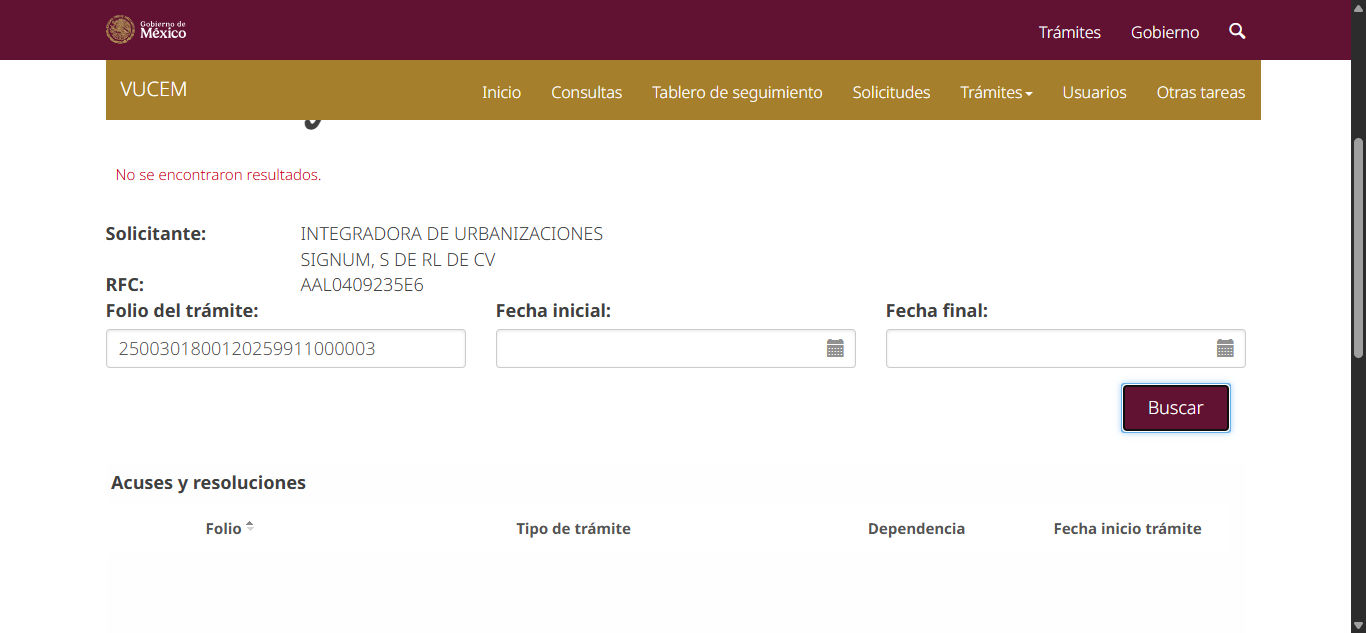 Gobierno de
México
Trámites
Gobierno
VUCEM
Inicio
Consultas
Tablero de seguimiento
Solicitudes
Trámites
Usuarios
Otras tareas
No se encontraron resultados.
Solicitante:
INTEGRADORA DE URBANIZACIONES
SIGNUM, S DE RL DE CV
RFC:
AAL0409235E6
Folio del trámite:
Fecha inicial:
Fecha final:
2500301800120259911000003
Buscar
Acuses y resoluciones
Folio
Tipo de trámite
Dependencia
Fecha inicio trámite